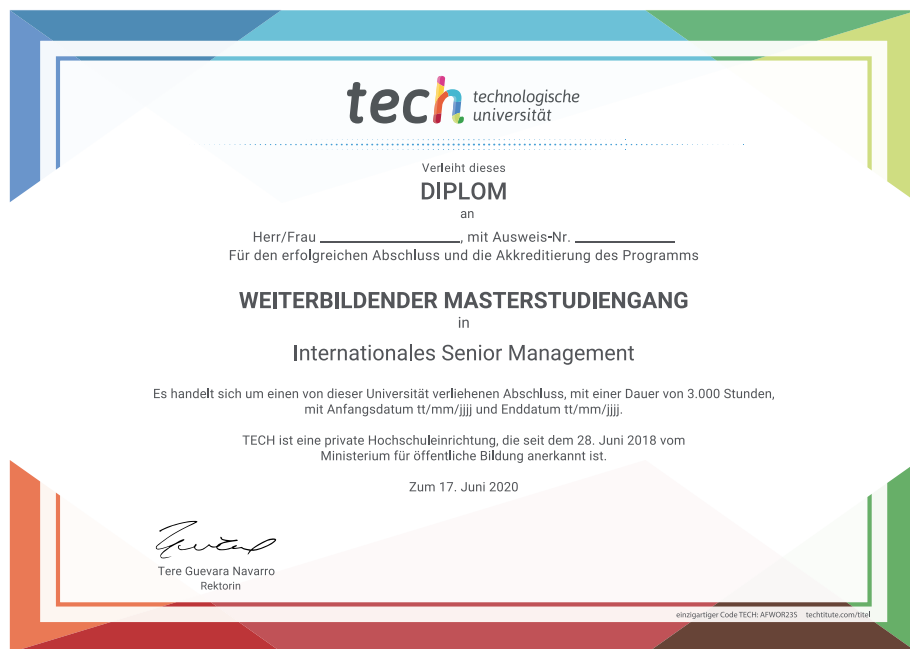 tech technologische
universität
Verleiht dieses
DIPLOM
an
Herr/Frau ____________________, mit Ausweis-Nr. ______________
Für den erfolgreichen Abschluss und die Akkreditierung des Programms
WEITERBILDENDER MASTERSTUDIENGANG
in
Internationales Senior Management
Es handelt sich um einen von dieser Universität verliehenen Abschluss, mit einer Dauer von 3.000 Stunden,
mit Anfangsdatum tt/mm/jjjj und Enddatum tt/mm/jjjj.
TECH ist eine private Hochschuleinrichtung, die seit dem 28. Juni 2018 vom
Ministerium für öffentliche Bildung anerkannt ist.
Zum 17. Juni 2020
Tere Guevara Navarro
Rektorin
einzigartiger Code TECH: AFWOR23S techtitute.com/titel